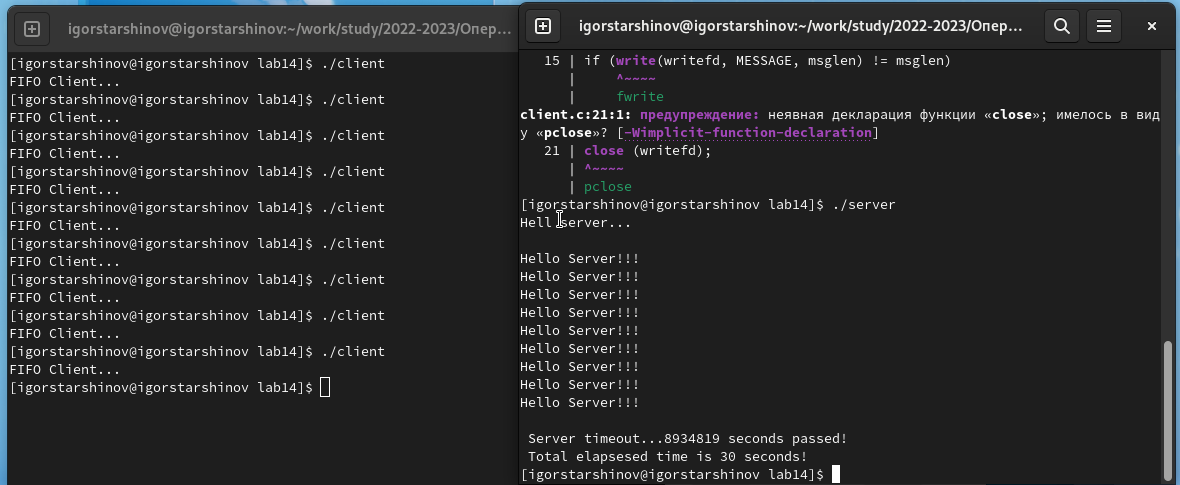 igorstarshinov@igorstarshinov:~/work/study/2022-2023/Опер...
[igorstarshinov@igorstarshinov lab14]$ ./client
FIFO Client...
[igorstarshinov@igorstarshinov lab14]$ ./client
FIFO Client...
[igorstarshinov@igorstarshinov lab14]$ ./client
FIFO Client...
[igorstarshinov@igorstarshinov lab14]$ ./client
FIFO Client...
[igorstarshinov@igorstarshinov lab14]$ ./client
FIFO Client...
[igorstarshinov@igorstarshinov lab14]$ ./client
FIFO Client...
[igorstarshinov@igorstarshinov lab14]$ ./client
FIFO Client...
[igorstarshinov@igorstarshinov lab14]$ ./client
FIFO Client...
[igorstarshinov@igorstarshinov lab14]$ ./client
FIFO Client...
[igorstarshinov@igorstarshinov lab14]$
igorstarshinov@igorstarshinov:~/work/study/2022-2023/Опер...
15 | if (write(writefd, MESSAGE, msglen) != msglen)
| ^~~~~
| fwrite
client.c:21:1: предупреждение: неявная декларация функции «close»; имелось в вид
у «pclose»? [-Wimplicit-function-declaration]
21 | close (writefd);
| ^~~~~
| pclose
[igorstarshinov@igorstarshinov lab14]$ ./server
Hell server...
Hello Server!!!
Hello Server!!!
Hello Server!!!
Hello Server!!!
Hello Server!!!
Hello Server!!!
Hello Server!!!
Hello Server!!!
Hello Server!!!
Server timeout...8934819 seconds passed!
Total elapsesed time is 30 seconds!
[igorstarshinov@igorstarshinov lab14]$